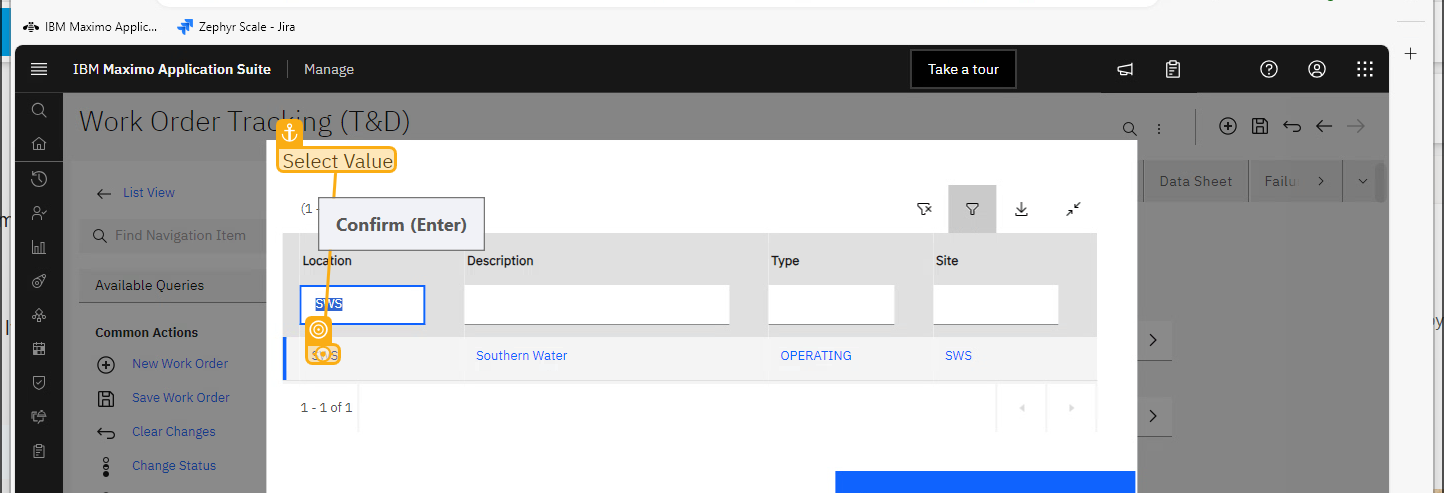 IBM Maximo Applic...
Zephyr Scale - Jira
IBM Maximo Application Suite
Manage
Take a tour
Work Order Tracking (T&D)
Select Value
List View
Data Sheet
Failu
(1 -
Confirm (Enter)
Find Navigation Item
Location
Description
Type
Site
Available Queries
SWS
Common Actions
SWS
Southern Water
OPERATING
SWS
New Work Order
Save Work Order
1 - 1 of 1
Clear Changes
Change Status